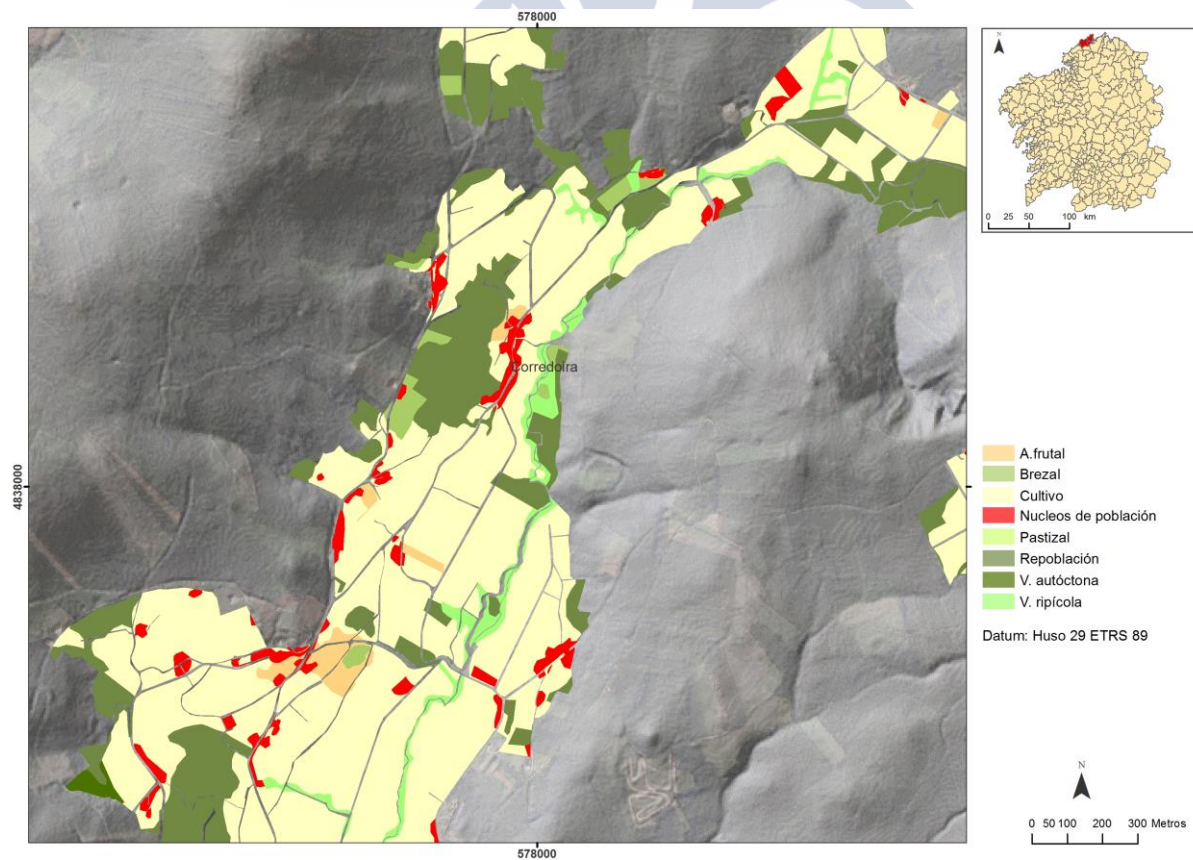 578000
N
0 25 50 100 km
Corredoira
4838000
A.frutal
Brezal
Cultivo
Nucleos de población
Pastizal
Repoblación
V. autóctona
V. ripícola
Datum: Huso 29 ETRS 89
N
0 50 100 200 300 Metros
578000